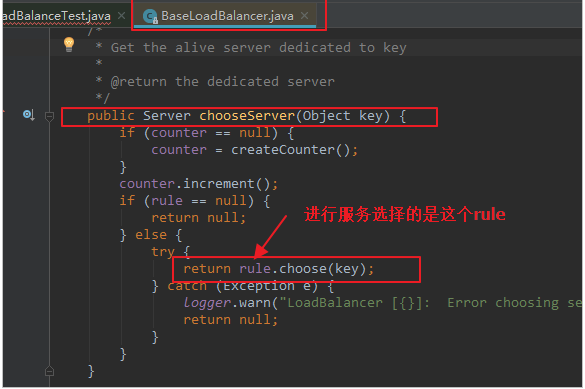 adBalanceTest.java × BaseLoadBalancer.java ×
/*
* Get the alive server dedicated to key
*
* @return the dedicated server
*/
public Server chooseServer(Object key) {
if (counter == null) {
counter = createCounter();
}
counter.increment();
if (rule == null) {
return null;
} else {
进行服务选择的是这个rule
try {
return rule.choose(key);
} catch (Exception e) {
logger.warn("LoadBalancer [{}]: Error choosing se
return null;
}
}
}